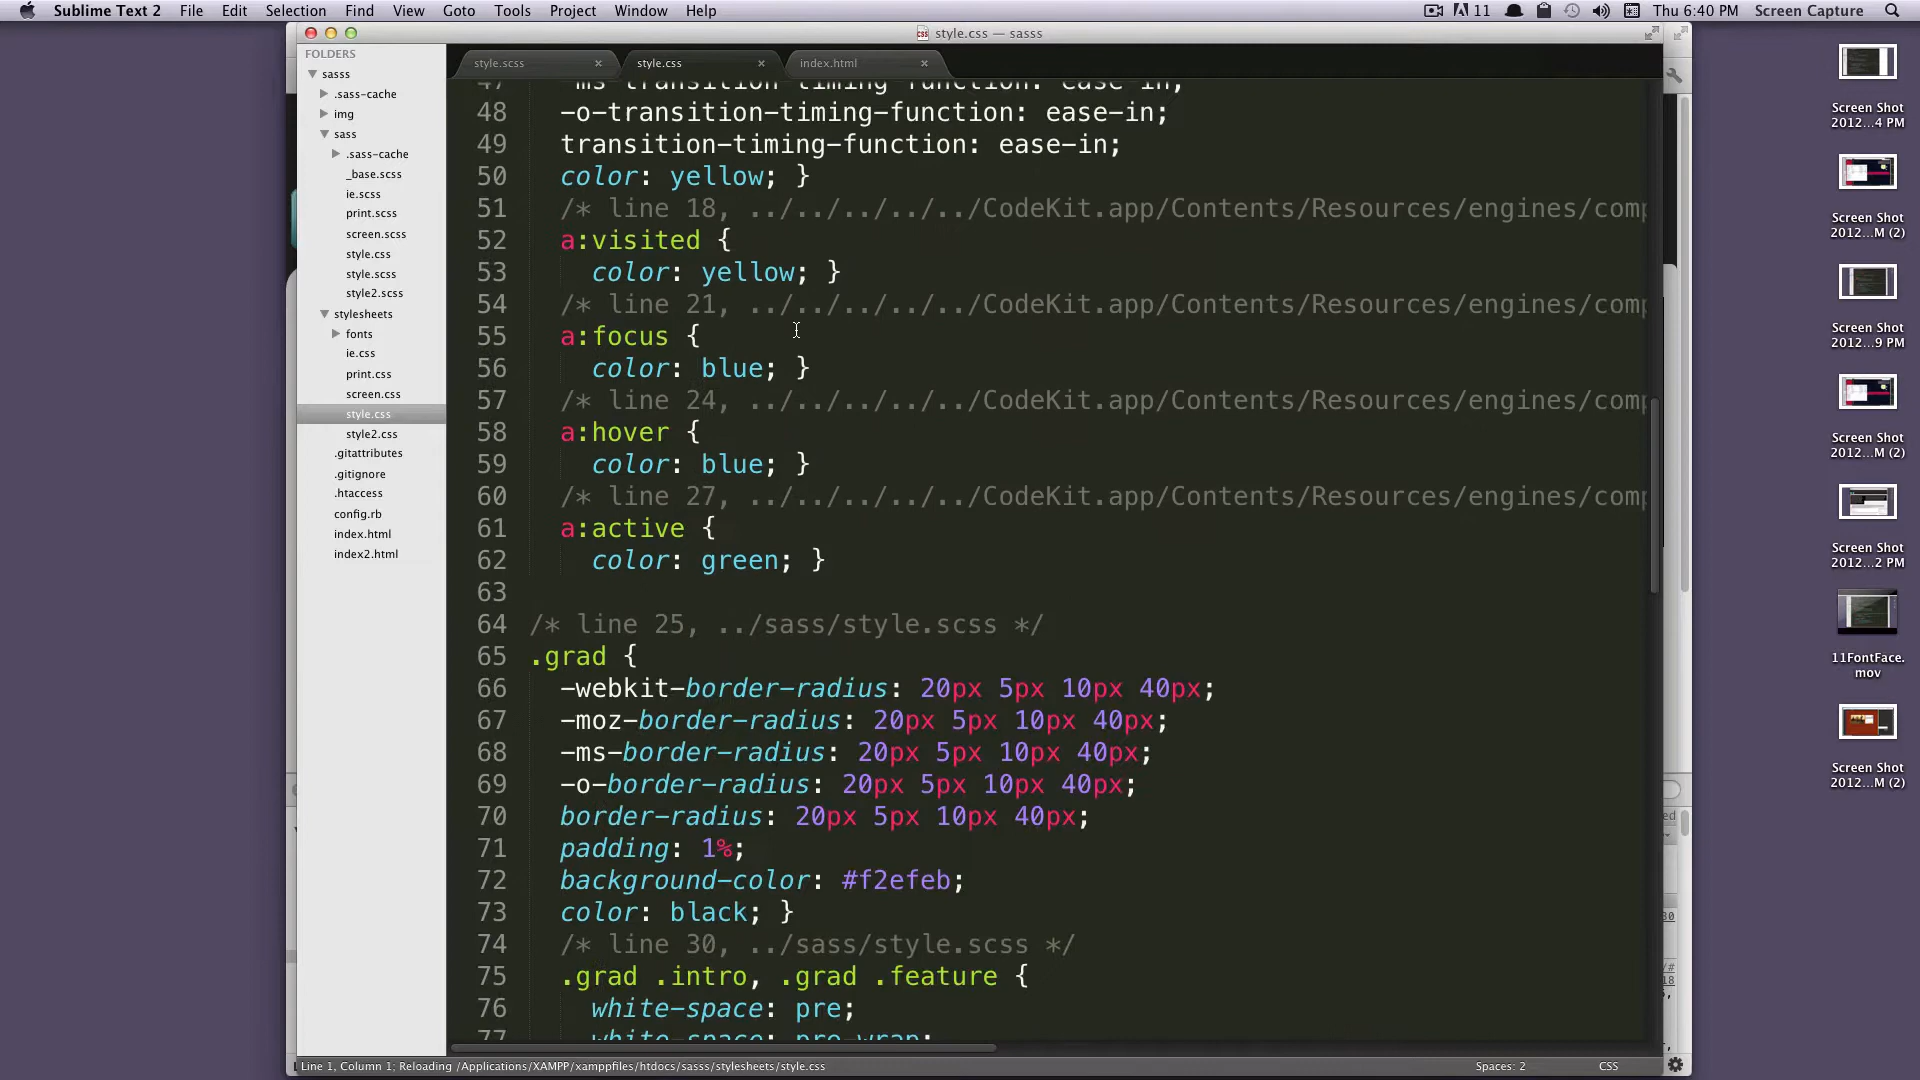 Sublime Text 2 File Edit Selection Find View Goto Tools Project Window Help 11 Thu 6:40 PM Screen Capture
style.css — sasss
FOLDERS
sasss
.sass-cache
img
sass
.sass-cache
_base.scss
ie.scss
print.scss
screen.scss
style.css
style.scss
style2.scss
stylesheets
fonts
ie.css
print.css
screen.css
style.css
style2.css
.gitattributes
.gitignore
.htaccess
config.rb
index.html
index2.html
style.scss style.css index.html
47 -ms-transition-timing-function: ease-in;
48 -o-transition-timing-function: ease-in;
49 transition-timing-function: ease-in;
50 color: yellow; }
51 /* line 18, ../../../../../CodeKit.app/Contents/Resources/engines/comp
52 a:visited {
53 color: yellow; }
54 /* line 21, ../../../../../CodeKit.app/Contents/Resources/engines/comp
55 a:focus {
56 color: blue; }
57 /* line 24, ../../../../../CodeKit.app/Contents/Resources/engines/comp
58 a:hover {
59 color: blue; }
60 /* line 27, ../../../../../CodeKit.app/Contents/Resources/engines/comp
61 a:active {
62 color: green; }
63
64 /* line 25, ../sass/style.scss */
65 .grad {
66 -webkit-border-radius: 20px 5px 10px 40px;
67 -moz-border-radius: 20px 5px 10px 40px;
68 -ms-border-radius: 20px 5px 10px 40px;
69 -o-border-radius: 20px 5px 10px 40px;
70 border-radius: 20px 5px 10px 40px;
71 padding: 1%;
72 background-color: #f2efeb;
73 color: black; }
74 /* line 30, ../sass/style.scss */
75 .grad .intro, .grad .feature {
76 white-space: pre;
77 white-space: pre-wrap;
Line 1, Column 1; Reloading /Applications/XAMPP/xamppfiles/htdocs/sasss/stylesheets/style.css Spaces: 2 CSS
Screen Shot
2012...4 PM
Screen Shot
2012...M (2)
Screen Shot
2012...9 PM
Screen Shot
2012...M (2)
Screen Shot
2012...2 PM
11FontFace.
mov
Screen Shot
2012...M (2)